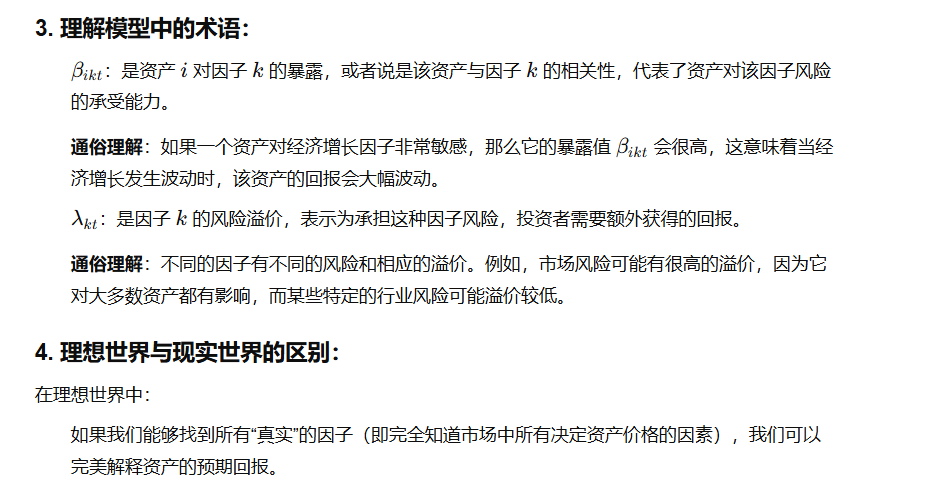 3. 理解模型中的术语：
βikt：是资产 i 对因子 k 的暴露，或者说是该资产与因子 k 的相关性，代表了资产对该因子风险
的承受能力。
通俗理解：如果一个资产对经济增长因子非常敏感，那么它的暴露值 βikt 会很高，这意味着当经
济增长发生波动时，该资产的回报会大幅波动。
λkt：是因子 k 的风险溢价，表示为承担这种因子风险，投资者需要额外获得的回报。
通俗理解：不同的因子有不同的风险和相应的溢价。例如，市场风险可能有很高的溢价，因为它
对大多数资产都有影响，而某些特定的行业风险可能溢价较低。
4. 理想世界与现实世界的区别：
在理想世界中：
如果我们能够找到所有“真实”的因子（即完全知道市场中所有决定资产价格的因素），我们可以
完美解释资产的预期回报。